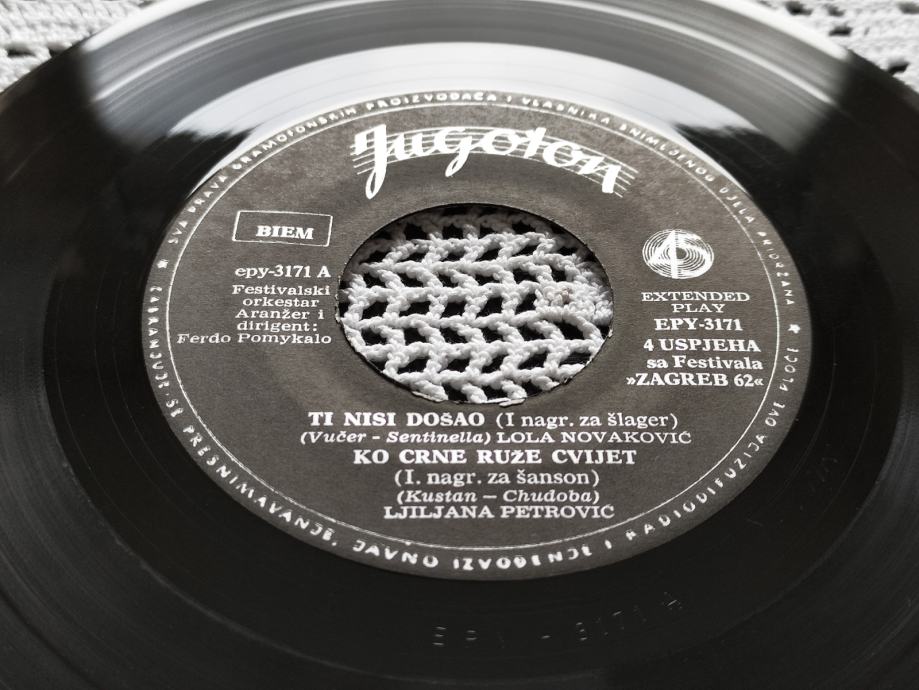 SVA PRAVA GRAMOFONSKIH PROIZVOĐAČA I VLASNIKA SNIMLJENOG DJELA PRIDRŽANA ★
ZABRANJUJE SE PRESNIMAVANJE, JAVNO IZVOĐENJE I RADIODIFUZIJA OVE PLOČE ★
Jugoton
BIEM
epy-3171 A
Festivalski
orkestar
Aranžer i
dirigent:
Ferdo Pomykalo
45
EXTENDED
PLAY
EPY-3171
4 USPJEHA
sa Festivala
»ZAGREB 62«
TI NISI DOŠAO (I nagr. za šlager)
(Vučer - Sentinella) LOLA NOVAKOVIĆ
KO CRNE RUŽE CVIJET
(I. nagr. za šanson)
(Kustan — Chudoba)
LJILJANA PETROVIĆ
EPY - 3171 A